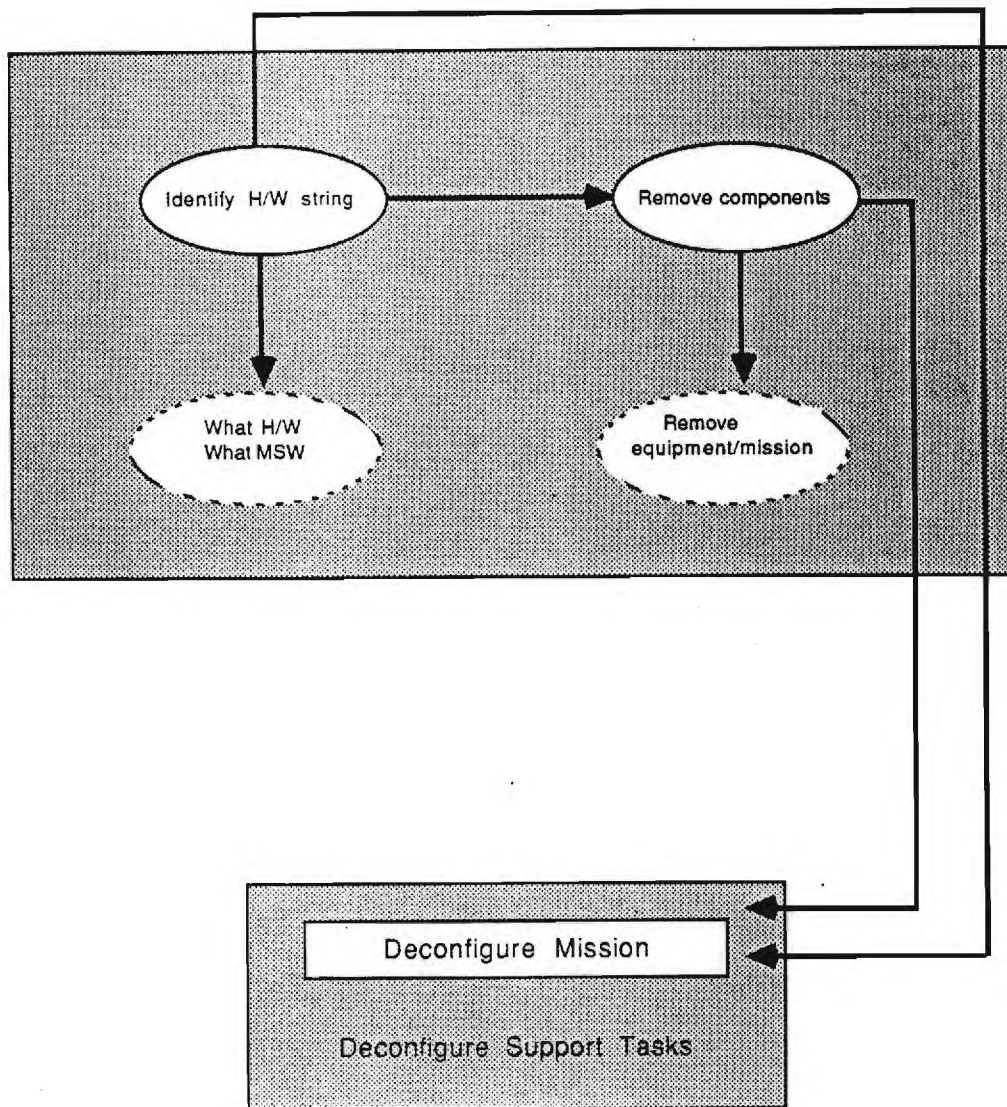 Identify H/W string
Remove components
What H/W
What MSW
Remove
equipment/mission
Deconfigure Mission
Deconfigure Support Tasks